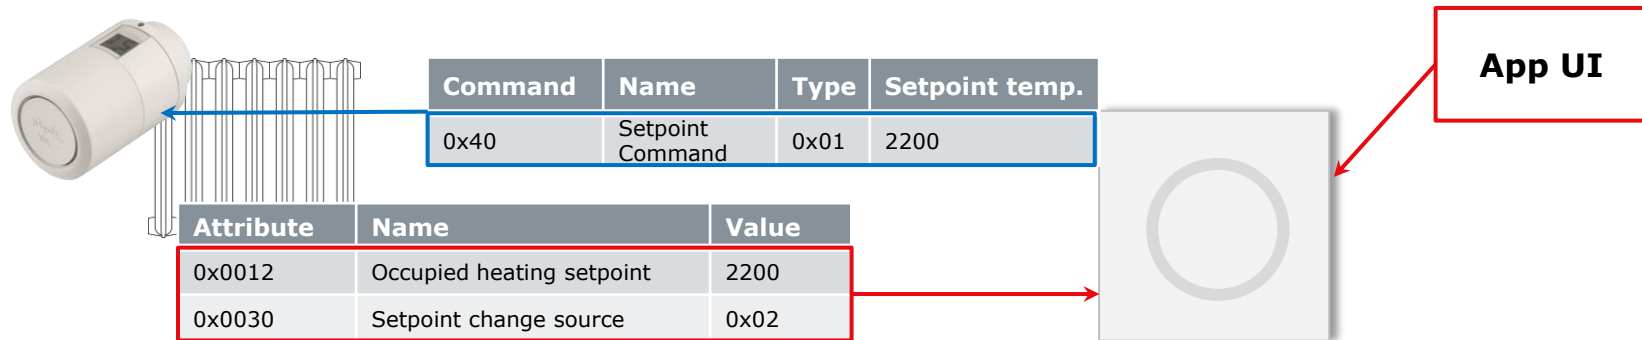 App UI
Command Name Type Setpoint temp.
0x40 Setpoint Command 0x01 2200
Attribute Name Value
0x0012 Occupied heating setpoint 2200
0x0030 Setpoint change source 0x02